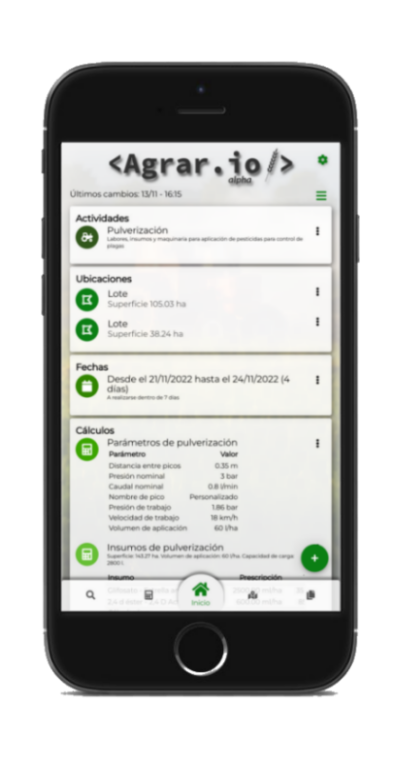 <Agrar.io/>
alpha
Últimos cambios: 13/11 - 16:15
Actividades
Pulverización
Labores, insumos y maquinaria para aplicación de pesticidas para control de
plagas
Ubicaciones
Lote
Superficie 105.03 ha
Lote
Superficie 38.24 ha
Fechas
Desde el 21/11/2022 hasta el 24/11/2022 (4
días)
A realizarse dentro de 7 días
Cálculos
Parámetros de pulverización
Parámetro Valor
Distancia entre picos 0.35 m
Presión nominal 3 bar
Caudal nominal 0.8 l/min
Nombre de pico Personalizado
Presión de trabajo 1.86 bar
Velocidad de trabajo 18 km/h
Volumen de aplicación 60 l/ha
Insumos de pulverización
Superficie: 143.27 ha. Volumen de aplicación: 60 l/ha. Capacidad de carga:
2800 l.
Insumo Prescripción
Inicio